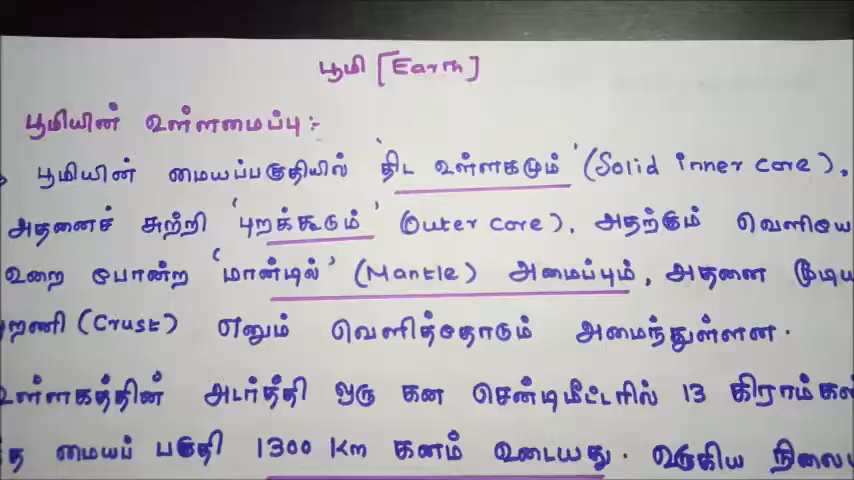 பூமி [Earth]
பூமியின் உள்ளமைப்பு :-
பூமியின் மையப்பகுதியில் 'திட உள்ளகமும்' (Solid inner core),
அதனைச் சுற்றி 'புறக்கூடும்' (Outer core), அதற்கும் வெளியே
உறை போன்ற 'மான்டில்' (Mantle) அமைப்பும், அதனை மூடிய
புறணி (Crust) எனும் வெளித்தோடும் அமைந்துள்ளன.
உள்ளகத்தின் அடர்த்தி ஒரு கன சென்டிமீட்டரில் 13 கிராம்கள்
மையப் பகுதி 1300 Km கனம் உடையது. உருகிய